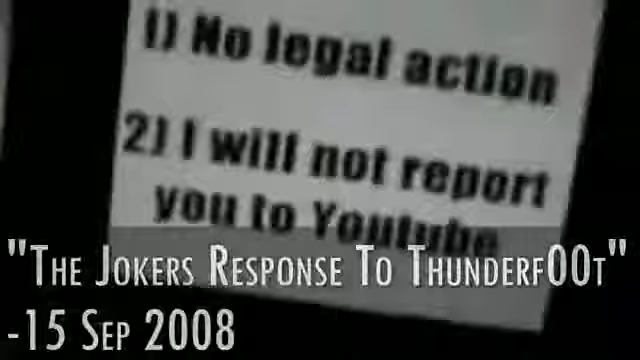 1) No legal action
2) I will not report
you to Youtube
"The Jokers Response To Thunderf00t"
-15 Sep 2008